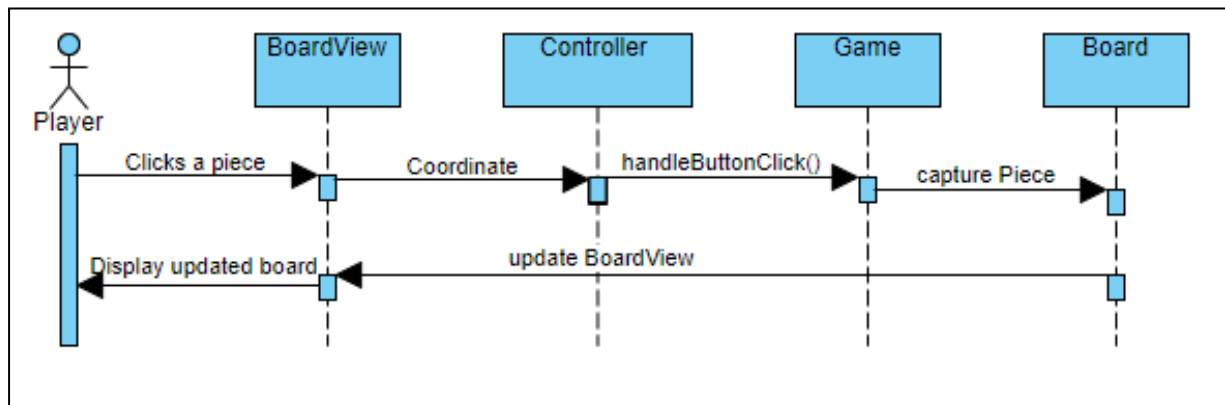 BoardView
Controller
Game
Board
Player
Clicks a piece
Coordinate
handleButtonClick()
capture Piece
Display updated board
update BoardView